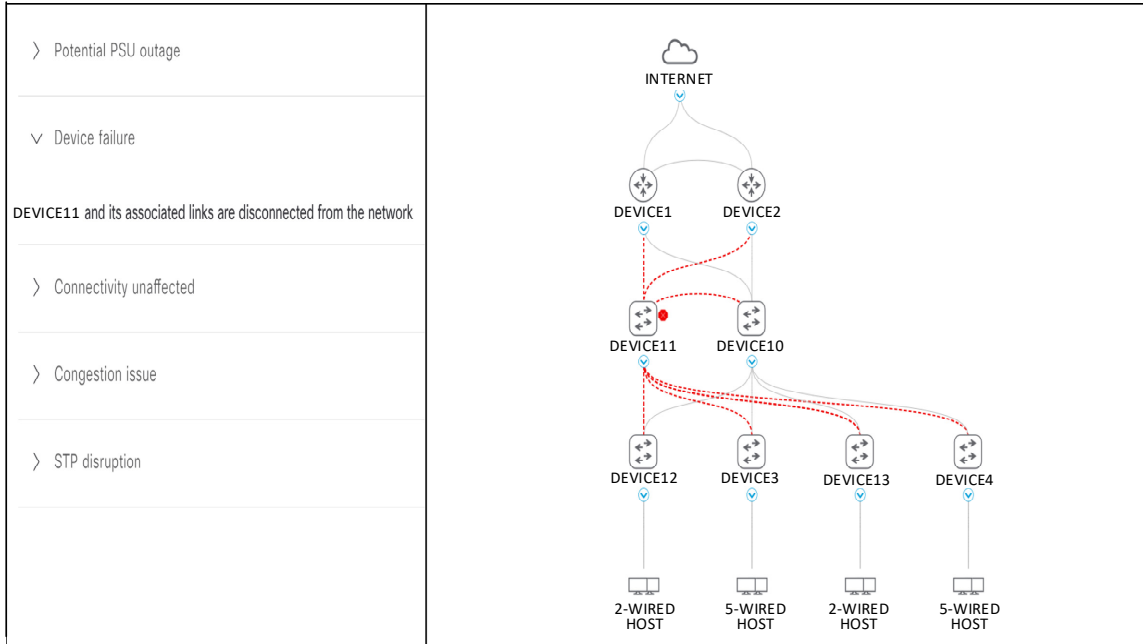 Potential PSU outage
Device failure
DEVICE11 and its associated links are disconnected from the network
Connectivity unaffected
Congestion issue
STP disruption
INTERNET
DEVICE1
DEVICE2
DEVICE11
DEVICE10
DEVICE12
DEVICE3
DEVICE13
DEVICE4
2-WIRED
HOST
5-WIRED
HOST
2-WIRED
HOST
5-WIRED
HOST